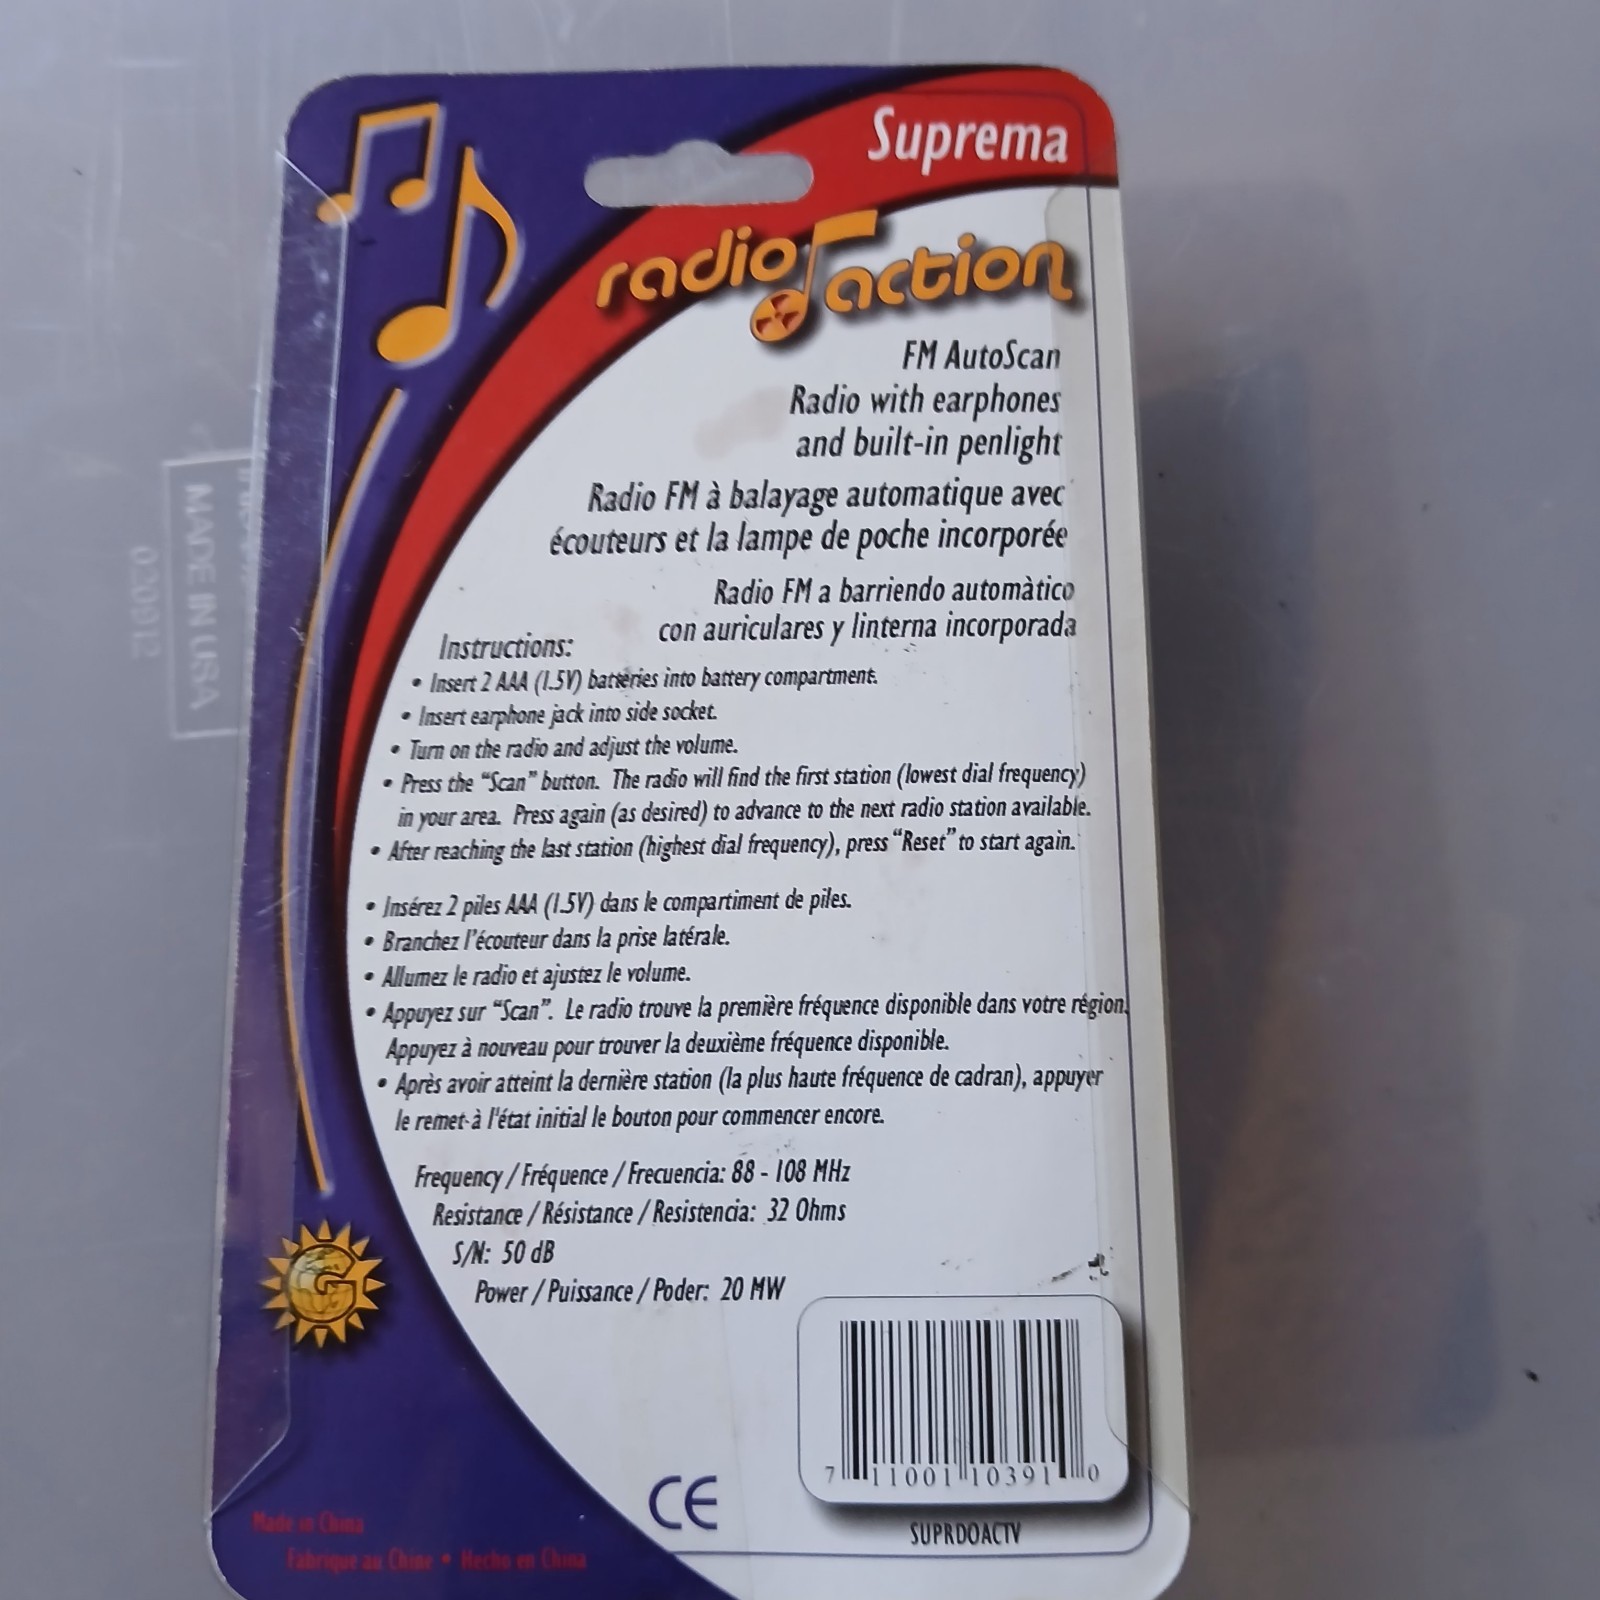 Suprema
radio action
FM AutoScan
Radio with earphones
and built-in penlight
Radio FM à balayage automatique avec
écouteurs et la lampe de poche incorporée
Radio FM a barriendo automàtico
con auriculares y linterna incorporada
Instructions:
• Insert 2 AAA (1.5V) batteries into battery compartment.
• Insert earphone jack into side socket.
• Turn on the radio and adjust the volume.
• Press the “Scan” button. The radio will find the first station (lowest dial frequency)
in your area. Press again (as desired) to advance to the next radio station available.
• After reaching the last station (highest dial frequency), press “Reset” to start again.
• Insérez 2 piles AAA (1.5V) dans le compartiment de piles.
• Branchez l'écouteur dans la prise latérale.
• Allumez le radio et ajustez le volume.
• Appuyez sur “Scan”. Le radio trouve la première fréquence disponible dans votre région.
Appuyez à nouveau pour trouver la deuxième fréquence disponible.
• Après avoir atteint la dernière station (la plus haute fréquence de cadran), appuyer
le remet-à l'état initial le bouton pour commencer encore.
Frequency / Fréquence / Frecuencia: 88 - 108 MHz
Resistance / Résistance / Resistencia: 32 Ohms
S/N: 50 dB
Power / Puissance / Poder: 20 MW
G
7 11001 10391 0
CE
SUPRDOACTV
Made in China
Fabrique au Chine • Hecho en China
MADE IN USA
020912